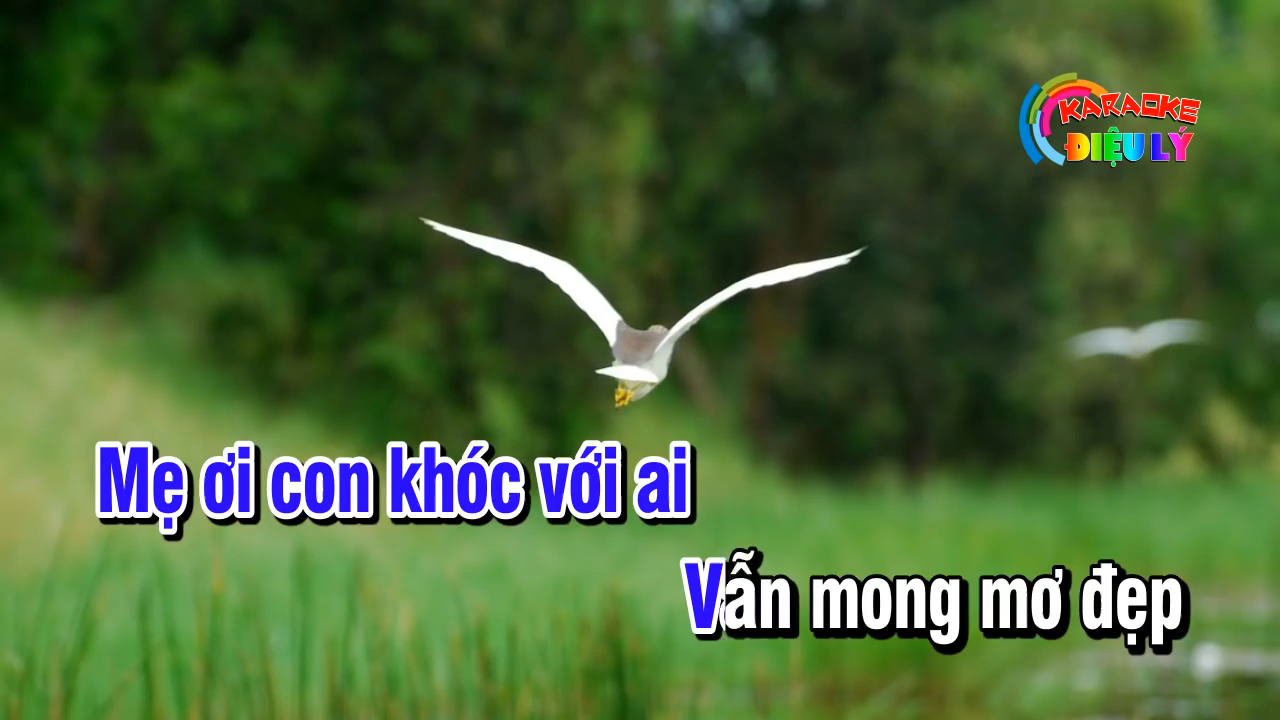 KARAOKE
ĐIỆU LÝ
Mẹ ơi con khóc với ai
Vẫn mong mơ đẹp